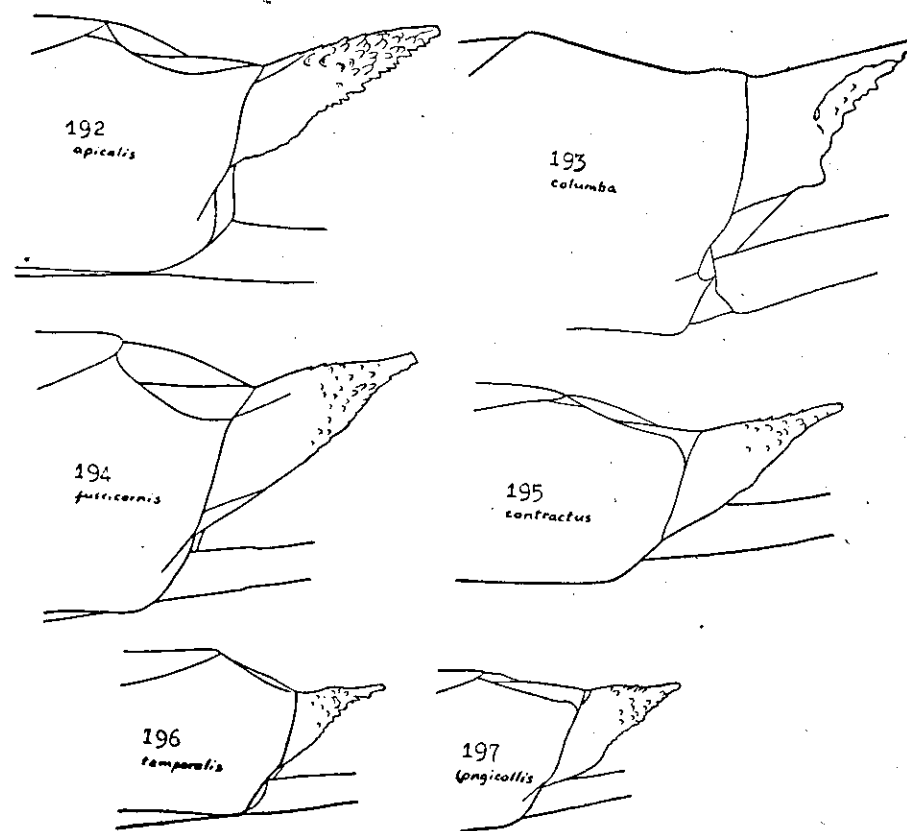 192
apicalis
193
columba
194
fuscicornis
195
contractus
196
temporalis
197
longicollis